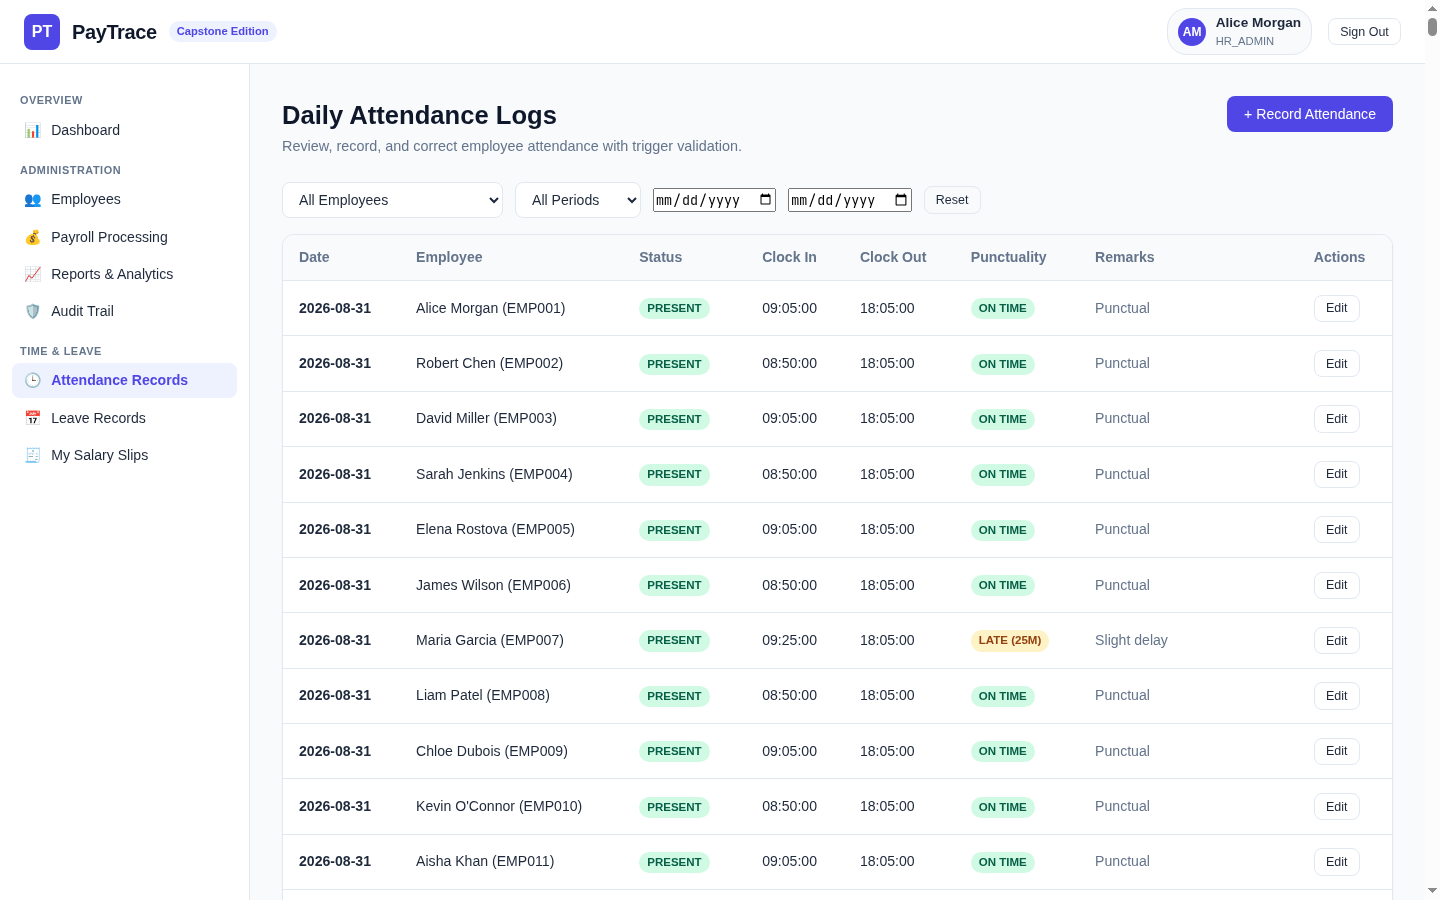 PT PayTrace Capstone Edition
AM Alice Morgan HR_ADMIN Sign Out
OVERVIEW
Dashboard
ADMINISTRATION
Employees
Payroll Processing
Reports & Analytics
Audit Trail
TIME & LEAVE
Attendance Records
Leave Records
My Salary Slips
Daily Attendance Logs
+ Record Attendance
Review, record, and correct employee attendance with trigger validation.
All Employees All Periods mm/dd/yyyy mm/dd/yyyy Reset
Date Employee Status Clock In Clock Out Punctuality Remarks Actions
2026-08-31 Alice Morgan (EMP001) PRESENT 09:05:00 18:05:00 ON TIME Punctual Edit
2026-08-31 Robert Chen (EMP002) PRESENT 08:50:00 18:05:00 ON TIME Punctual Edit
2026-08-31 David Miller (EMP003) PRESENT 09:05:00 18:05:00 ON TIME Punctual Edit
2026-08-31 Sarah Jenkins (EMP004) PRESENT 08:50:00 18:05:00 ON TIME Punctual Edit
2026-08-31 Elena Rostova (EMP005) PRESENT 09:05:00 18:05:00 ON TIME Punctual Edit
2026-08-31 James Wilson (EMP006) PRESENT 08:50:00 18:05:00 ON TIME Punctual Edit
2026-08-31 Maria Garcia (EMP007) PRESENT 09:25:00 18:05:00 LATE (25M) Slight delay Edit
2026-08-31 Liam Patel (EMP008) PRESENT 08:50:00 18:05:00 ON TIME Punctual Edit
2026-08-31 Chloe Dubois (EMP009) PRESENT 09:05:00 18:05:00 ON TIME Punctual Edit
2026-08-31 Kevin O'Connor (EMP010) PRESENT 08:50:00 18:05:00 ON TIME Punctual Edit
2026-08-31 Aisha Khan (EMP011) PRESENT 09:05:00 18:05:00 ON TIME Punctual Edit